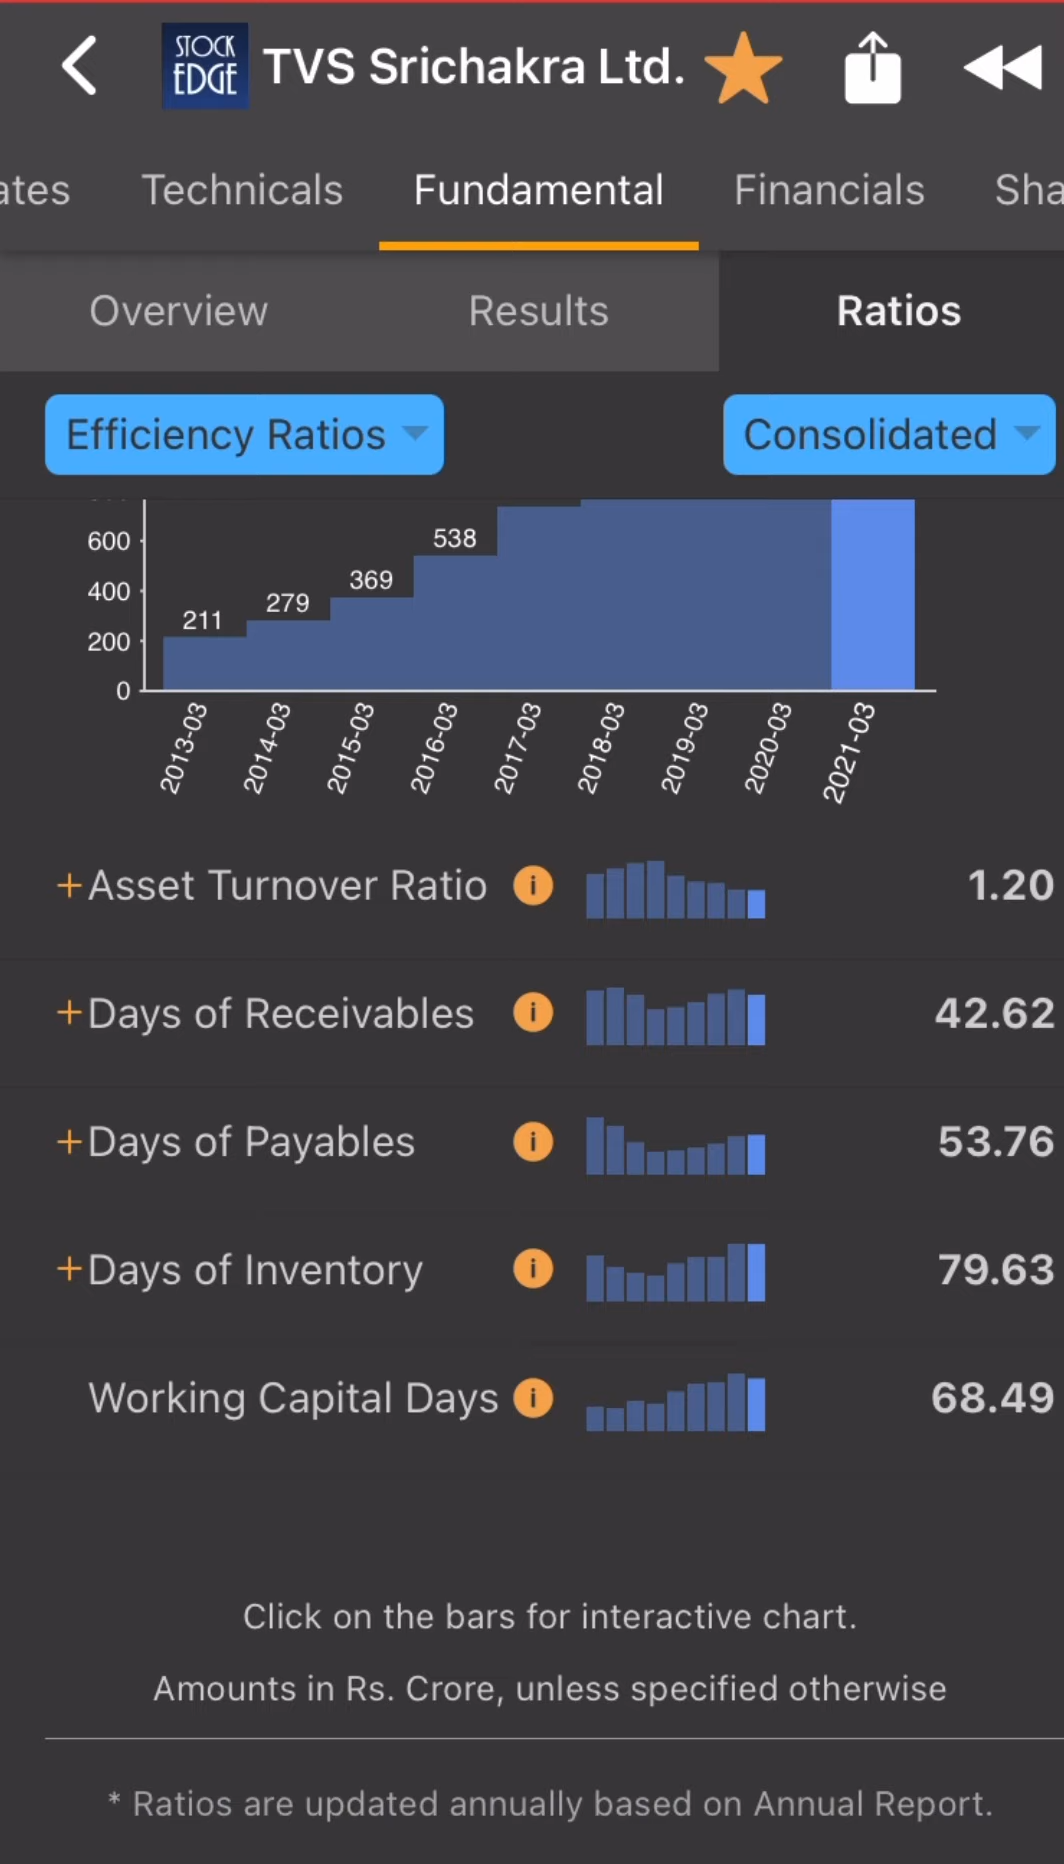 STOCK
EDGE
TVS Srichakra Ltd.
ates Technicals Fundamental Financials Sha
Overview Results Ratios
Efficiency Ratios Consolidated
600
400
200
0
211
279
369
538
2013-03
2014-03
2015-03
2016-03
2017-03
2018-03
2019-03
2020-03
2021-03
+ Asset Turnover Ratio i 1.20
+ Days of Receivables i 42.62
+ Days of Payables i 53.76
+ Days of Inventory i 79.63
Working Capital Days i 68.49
Click on the bars for interactive chart.
Amounts in Rs. Crore, unless specified otherwise
* Ratios are updated annually based on Annual Report.